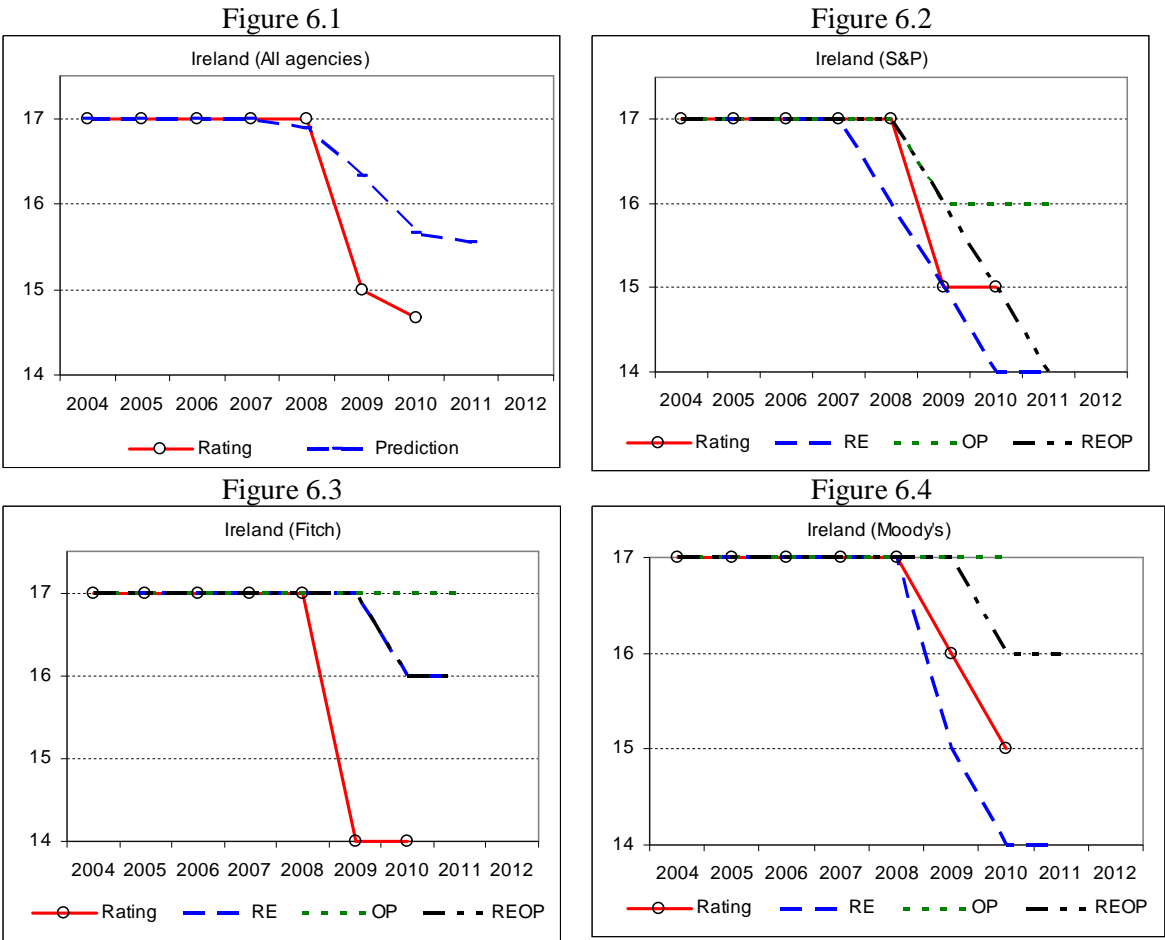 Figure 6.1
Ireland (All agencies)
17
16
15
14
2004 2005 2006 2007 2008 2009 2010 2011 2012
Rating Prediction
Figure 6.2
Ireland (S&P)
17
16
15
14
2004 2005 2006 2007 2008 2009 2010 2011 2012
Rating RE OP REOP
Figure 6.3
Ireland (Fitch)
17
16
15
14
2004 2005 2006 2007 2008 2009 2010 2011 2012
Rating RE OP REOP
Figure 6.4
Ireland (Moody's)
17
16
15
14
2004 2005 2006 2007 2008 2009 2010 2011 2012
Rating RE OP REOP